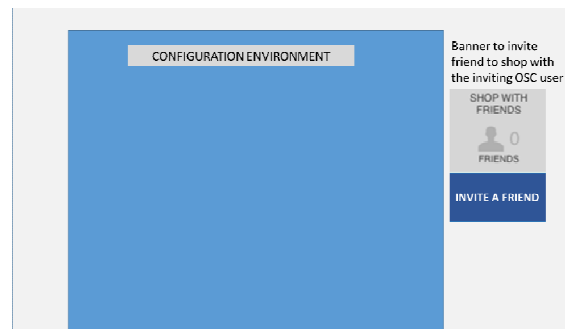 CONFIGURATION ENVIRONMENT
Banner to invite
friend to shop with
the inviting OSC user
SHOP WITH
FRIENDS
0
FRIENDS
INVITE A FRIEND